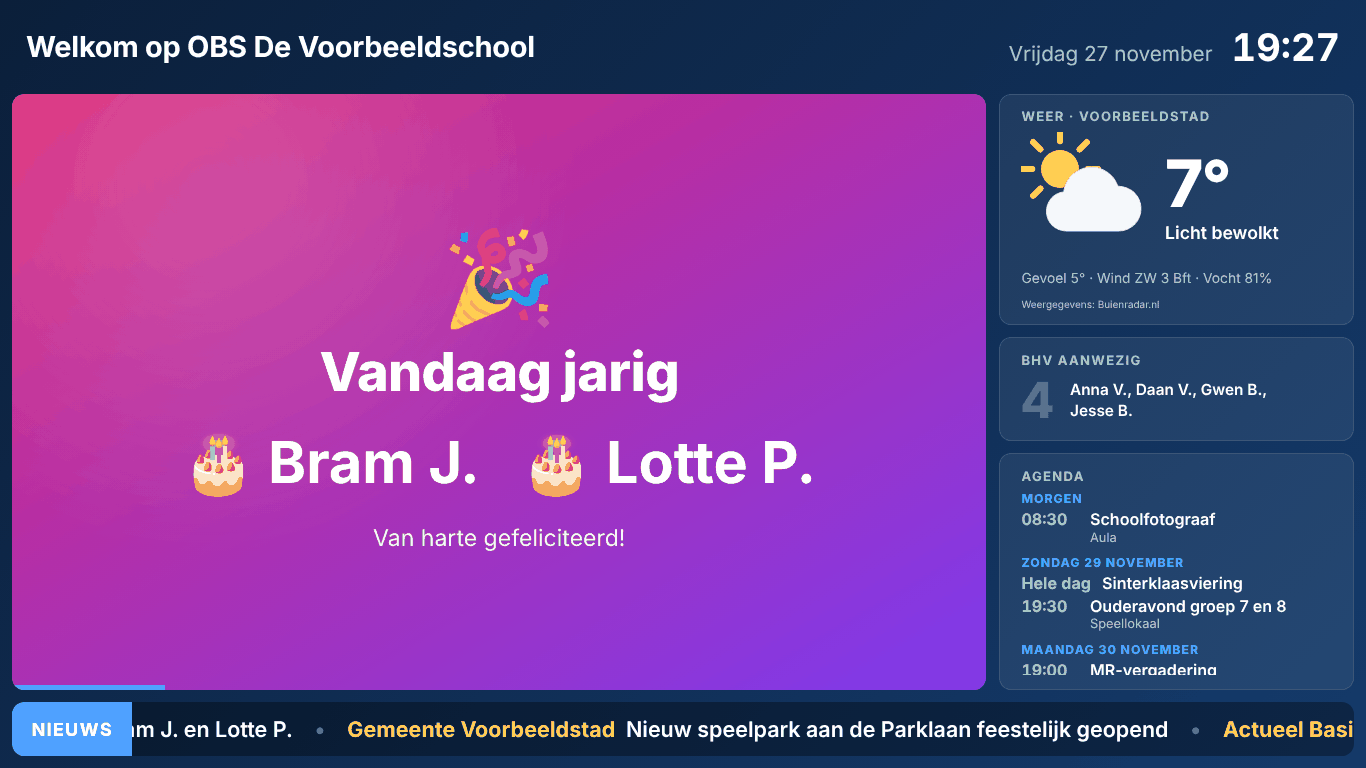 Welkom op OBS De Voorbeeldschool
Vrijdag 27 november 19:27
Vandaag jarig
Bram J. Lotte P.
Van harte gefeliciteerd!
WEER · VOORBEELDSTAD
7°
Licht bewolkt
Gevoel 5° · Wind ZW 3 Bft · Vocht 81%
Weergegevens: Buienradar.nl
BHV AANWEZIG
4
Anna V., Daan V., Gwen B.,
Jesse B.
AGENDA
MORGEN
08:30 Schoolfotograaf
Aula
ZONDAG 29 NOVEMBER
Hele dag Sinterklaasviering
19:30 Ouderavond groep 7 en 8
Speellokaal
MAANDAG 30 NOVEMBER
19:00 MR-vergadering
NIEUWS J. en Lotte P. • Gemeente Voorbeeldstad Nieuw speelpark aan de Parklaan feestelijk geopend • Actueel